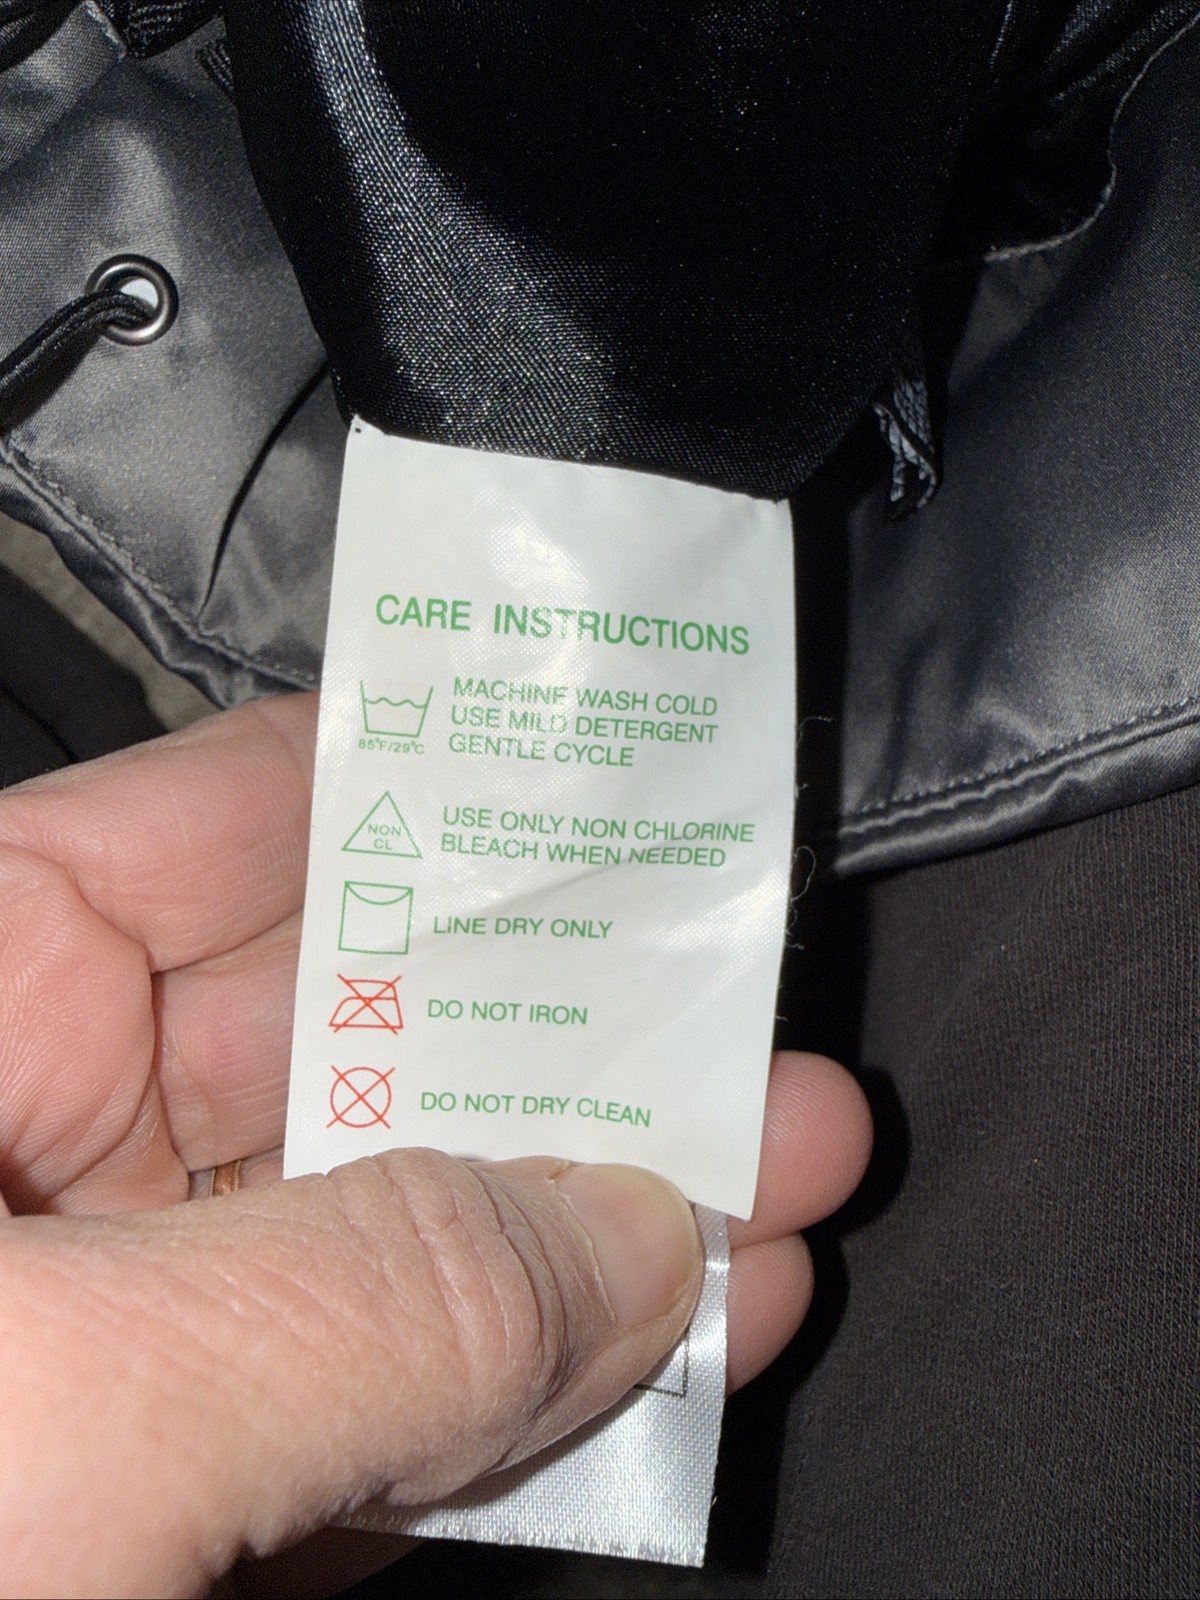 CARE INSTRUCTIONS
MACHINE WASH COLD
USE MILD DETERGENT
GENTLE CYCLE
85°F/29°C
NON
CL
USE ONLY NON CHLORINE
BLEACH WHEN NEEDED
LINE DRY ONLY
DO NOT IRON
DO NOT DRY CLEAN